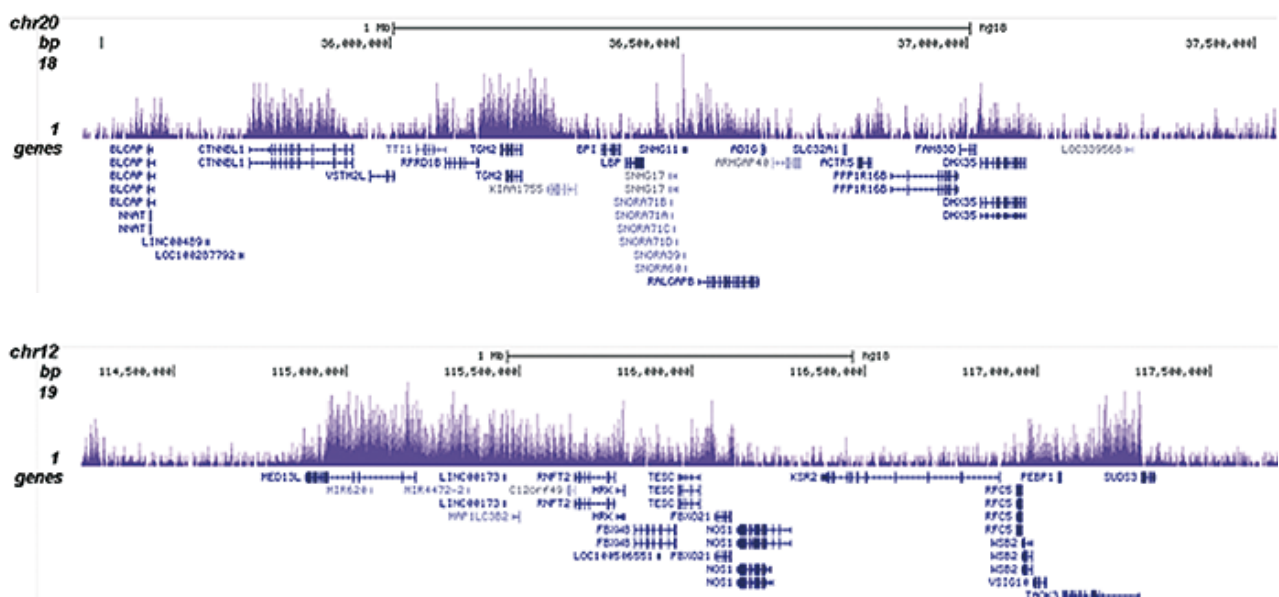 chr20 1 Mb hg18
bp 36,000,000 36,500,000 37,000,000 37,500,000
18
1
genes BLCAP CTNNBL1 TTI1 TGM2 BPI SNHG11 ADIG SLC32A1 FAM83D LOC339568
BLCAP CTNNBL1 RPRD1B LBP ARHGAP40 ACTR5 DHX35
BLCAP VSTM2L TGM2 SNHG17 PPP1R16B
BLCAP KIAA1755 SNHG17 PPP1R16B
BLCAP SNORA71B DHX35
NNAT SNORA71A DHX35
NNAT SNORA71C
LINC00489 SNORA71D
LOC100287792 SNORA39
SNORA60
RALGAPB
chr12 1 Mb hg18
bp 114,500,000 115,000,000 115,500,000 116,000,000 116,500,000 117,000,000 117,500,000
19
1
genes MED13L LINC00173 RNFT2 TESC KSR2 PEBP1 SUDS3
MIR620 MIR4472-2 C12orf49 HRK TESC RFC5
LINC00173 RNFT2 TESC RFC5
MAP1LC3B2 HRK FBXO21 RFC5
FBXW8 NOS1 RFC5
FBXW8 NOS1 WSB2
LOC100506551 FBXO21 WSB2
NOS1 WSB2
NOS1 VSIG10
TAOK3